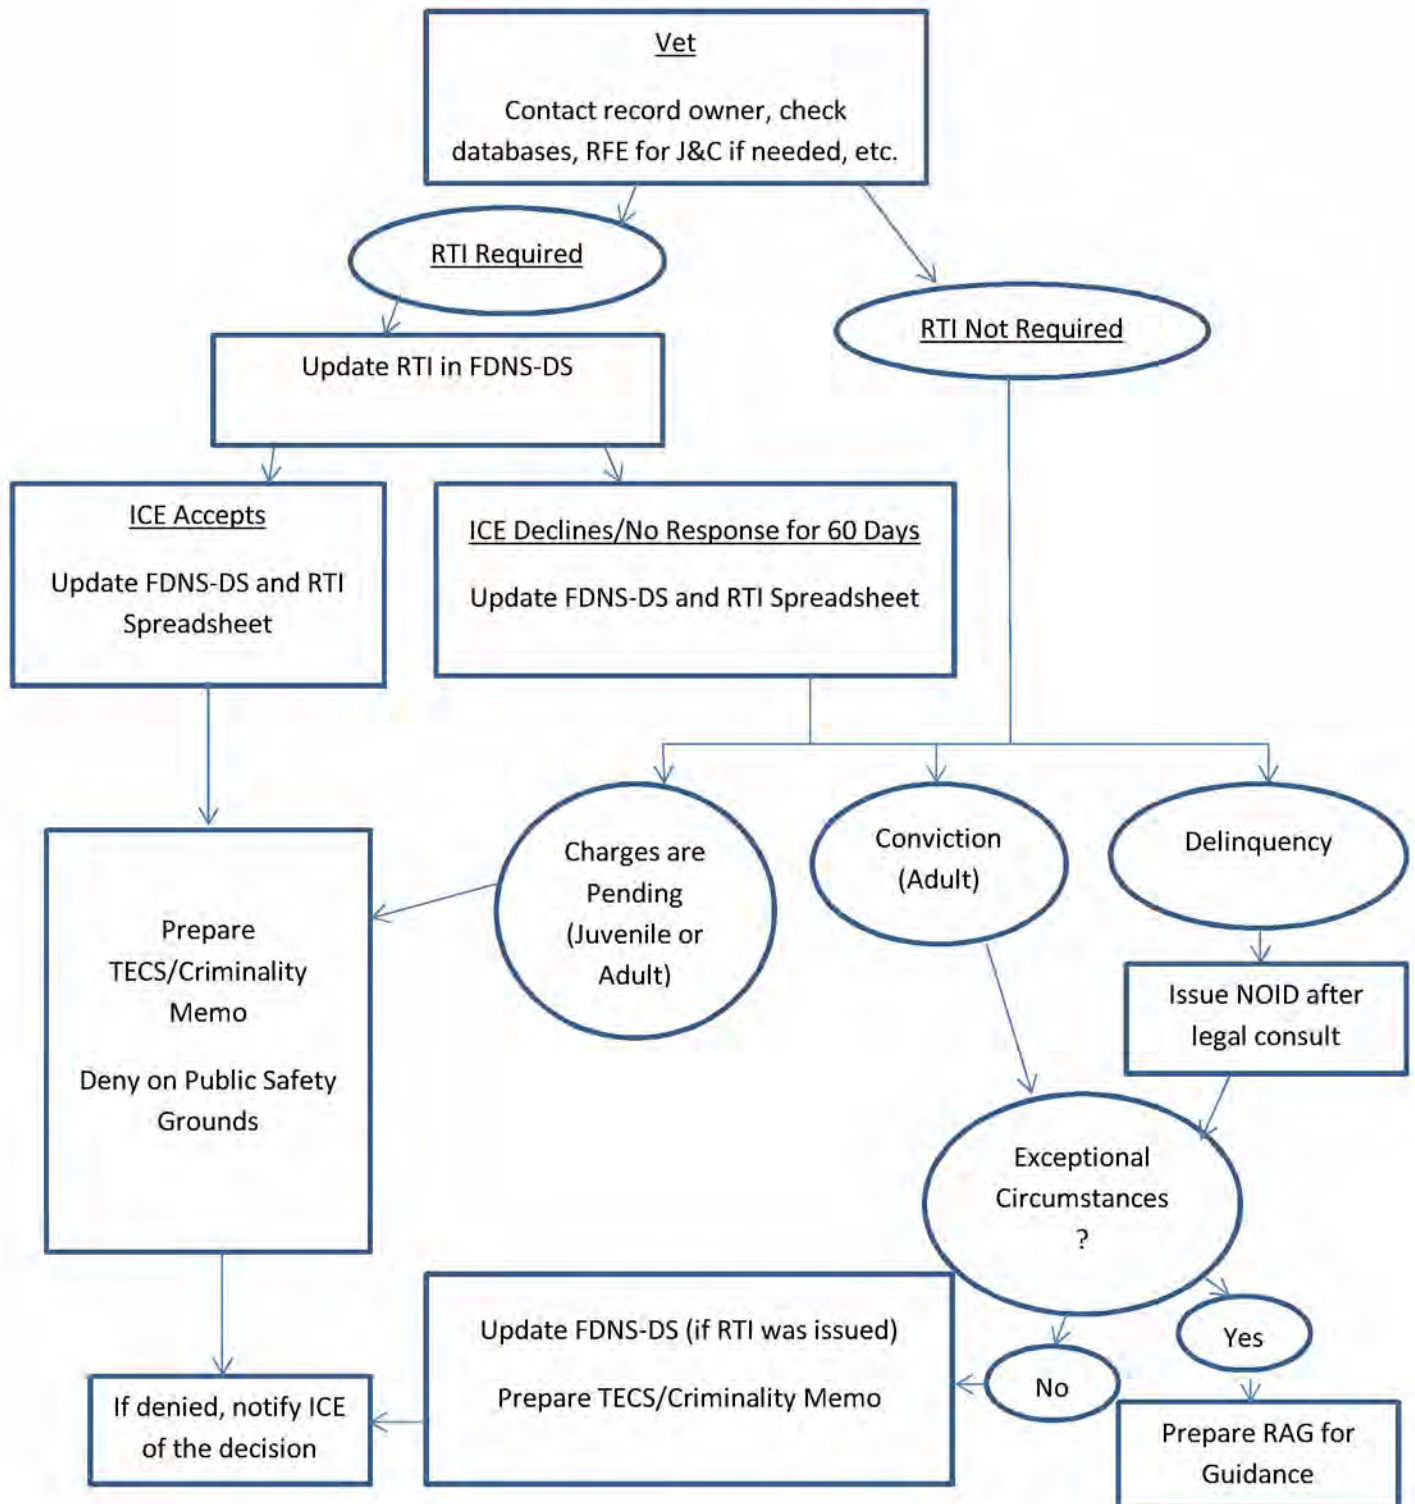 Vet
Contact record owner, check
databases, RFE for J&C if needed, etc.
RTI Required
RTI Not Required
Update RTI in FDNS-DS
ICE Accepts
Update FDNS-DS and RTI
Spreadsheet
ICE Declines/No Response for 60 Days
Update FDNS-DS and RTI Spreadsheet
Charges are
Pending
(Juvenile or
Adult)
Conviction
(Adult)
Delinquency
Prepare
TECS/Criminality
Memo
Deny on Public Safety
Grounds
Issue NOID after
legal consult
Exceptional
Circumstances
?
Update FDNS-DS (if RTI was issued)
Prepare TECS/Criminality Memo
No
Yes
If denied, notify ICE
of the decision
Prepare RAG for
Guidance